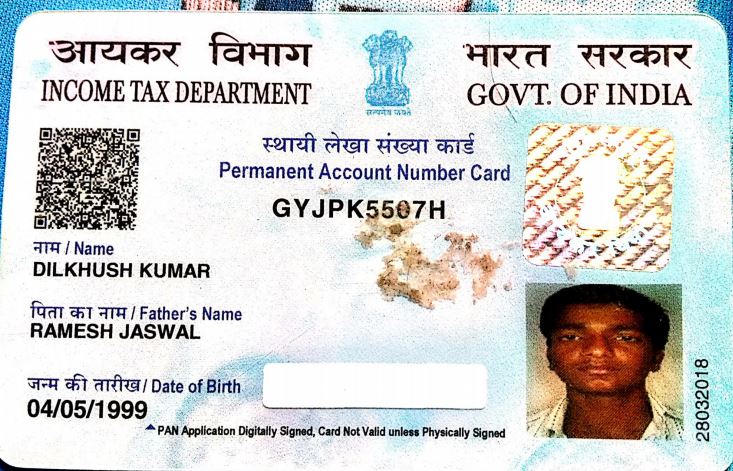 आयकर विभाग
INCOME TAX DEPARTMENT
सत्यमेव जयते
भारत सरकार
GOVT. OF INDIA
स्थायी लेखा संख्या कार्ड
Permanent Account Number Card
GYJPK5507H
नाम / Name
DILKHUSH KUMAR
पिता का नाम / Father's Name
RAMESH JASWAL
जन्म की तारीख / Date of Birth
04/05/1999
PAN Application Digitally Signed, Card Not Valid unless Physically Signed
28032018